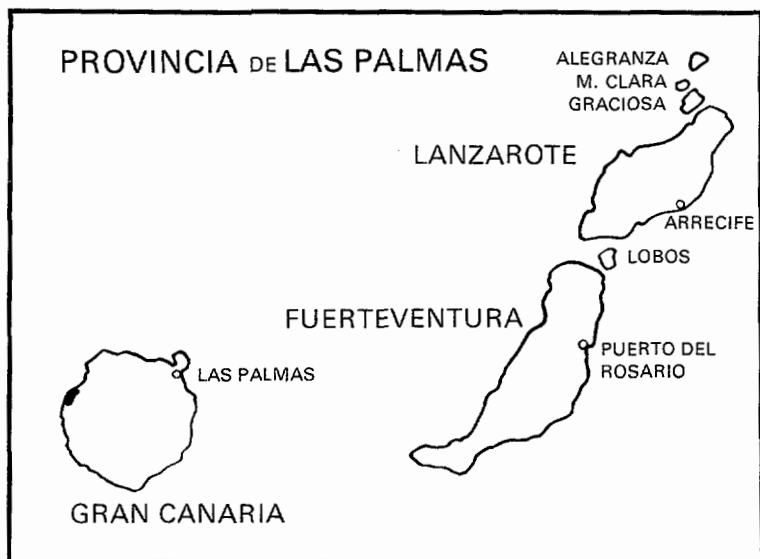 PROVINCIA DE LAS PALMAS
ALEGRANZA
M. CLARA
GRACIOSA
LANZAROTE
ARRECIFE
LOBOS
FUERTEVENTURA
PUERTO DEL
ROSARIO
LAS PALMAS
GRAN CANARIA